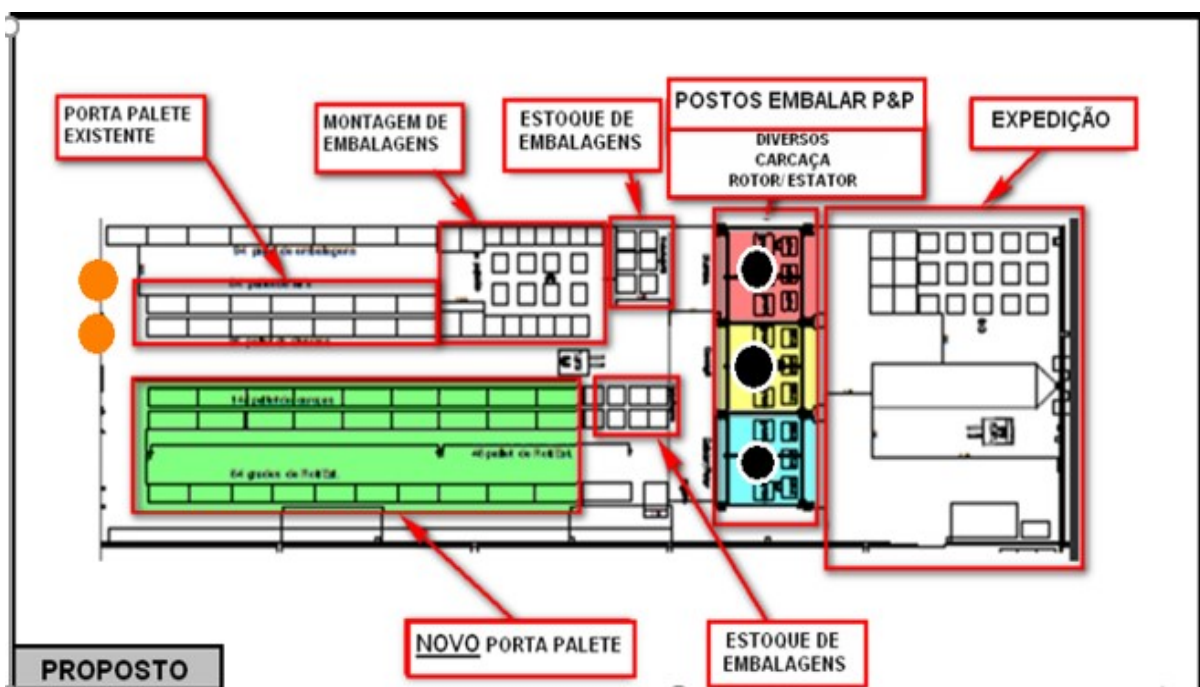 PORTA PALETE
EXISTENTE
MONTAGEM DE
EMBALAGENS
ESTOQUE DE
EMBALAGENS
POSTOS EMBALAR P&P
DIVERSOS
CARCAÇA
ROTOR/ESTATOR
EXPEDIÇÃO
NOVO PORTA PALETE
ESTOQUE DE
EMBALAGENS
PROPOSTO